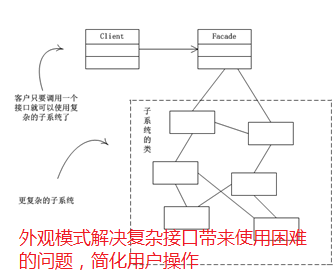 Client
Facade
客户只要调用一个
接口就可以使用复
杂的子系统了
子系统的类
更复杂的子系统
外观模式解决复杂接口带来使用困难
的问题，简化用户操作